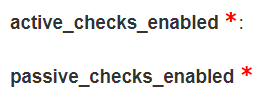 active_checks_enabled *:
passive_checks_enabled *